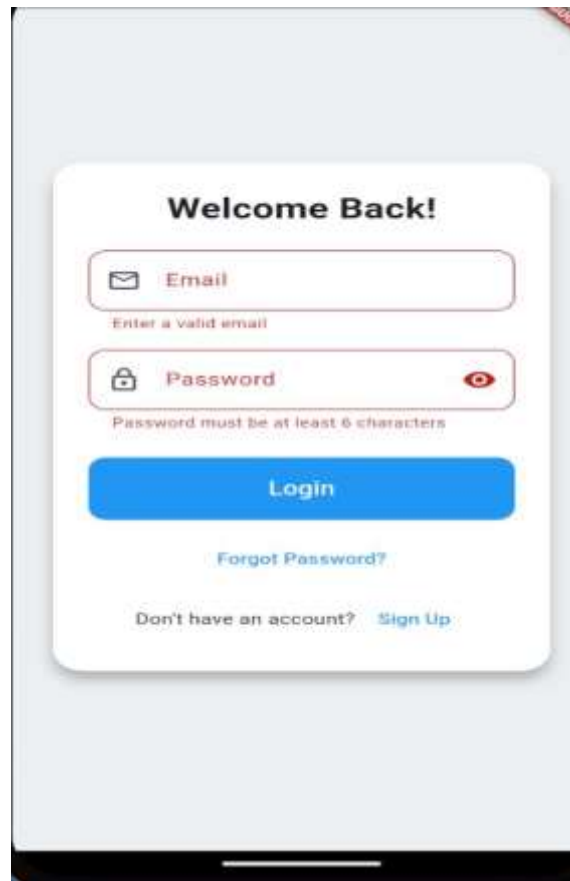 Welcome Back!
Email
Enter a valid email
Password
Password must be at least 6 characters
Login
Forgot Password?
Don't have an account? Sign Up